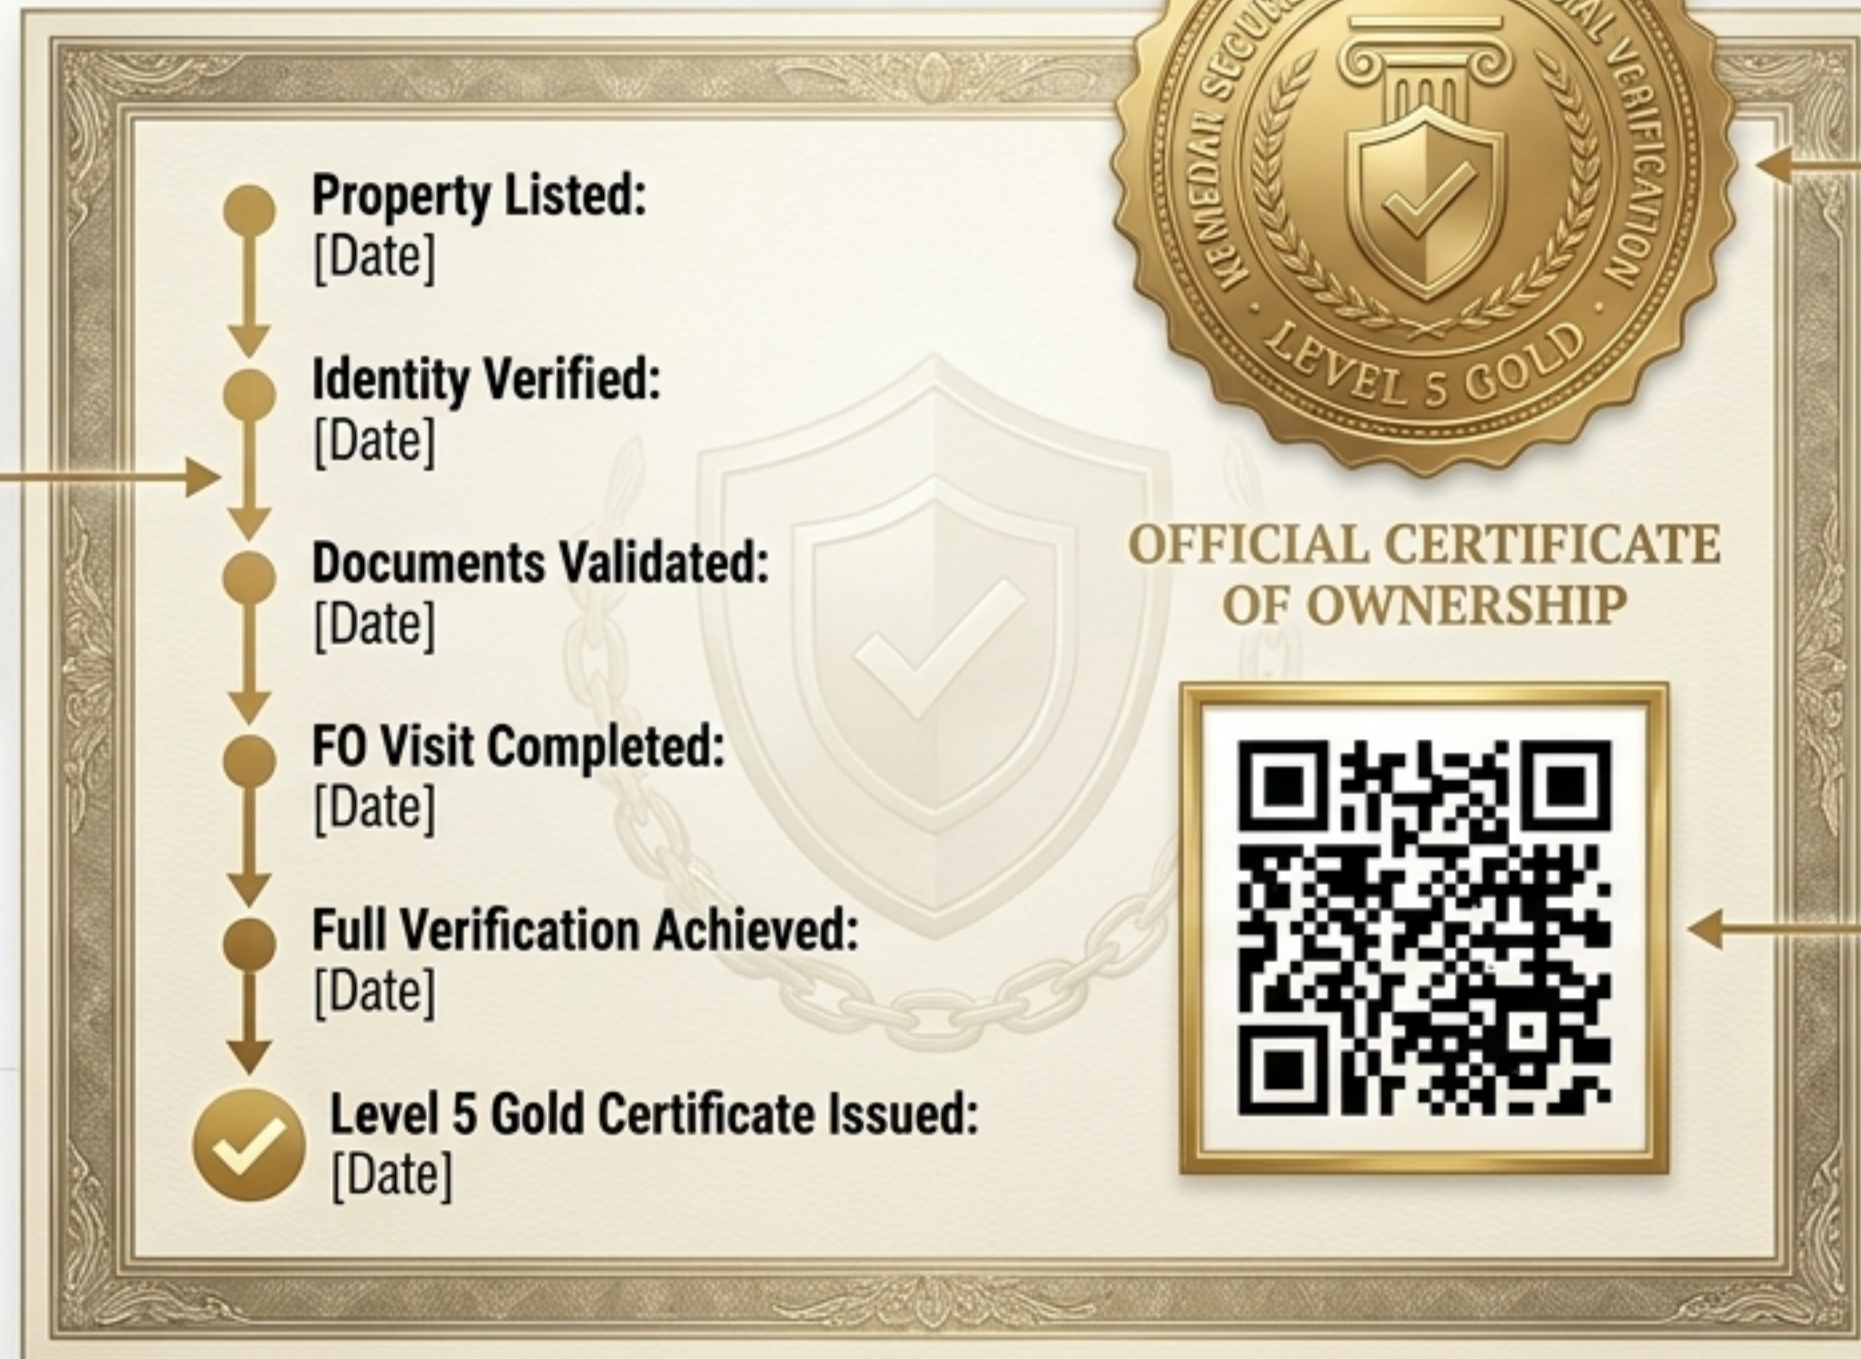 Property Listed:
[Date]
Identity Verified:
[Date]
Documents Validated:
[Date]
FO Visit Completed:
[Date]
Full Verification Achieved:
[Date]
Level 5 Gold Certificate Issued:
[Date]
KEMEDAR VERIFICATION
LEVEL 5 GOLD
OFFICIAL CERTIFICATE
OF OWNERSHIP